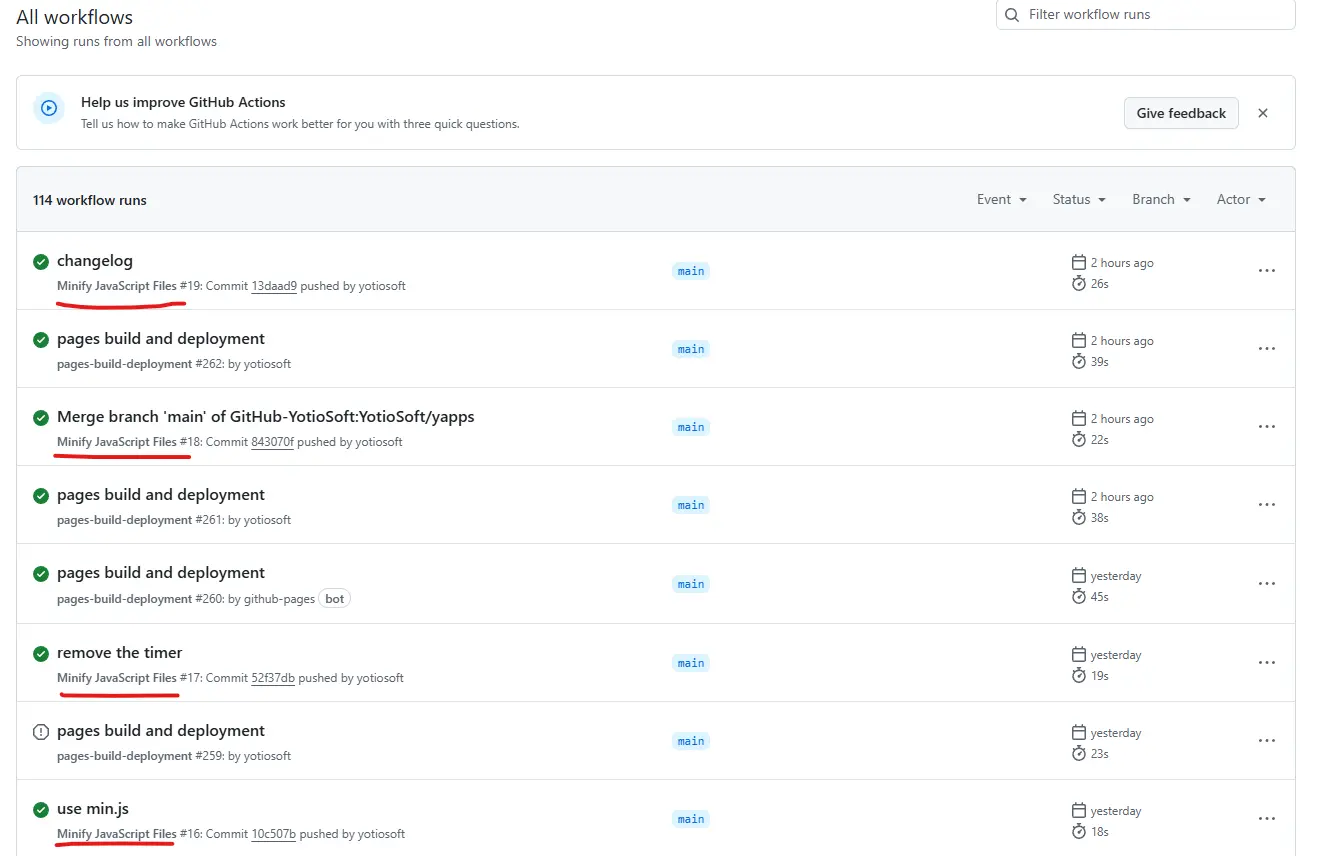 All workflows
Filter workflow runs
Showing runs from all workflows
Help us improve GitHub Actions
Tell us how to make GitHub Actions work better for you with three quick questions.
Give feedback
114 workflow runs
Event Status Branch Actor
changelog
Minify JavaScript Files #19: Commit 13daad9 pushed by yotiosoft
main
2 hours ago
26s
pages build and deployment
pages-build-deployment #262: by yotiosoft
main
2 hours ago
39s
Merge branch 'main' of GitHub-YotioSoft:YotioSoft/yapps
Minify JavaScript Files #18: Commit 843070f pushed by yotiosoft
main
2 hours ago
22s
pages build and deployment
pages-build-deployment #261: by yotiosoft
main
2 hours ago
38s
pages build and deployment
pages-build-deployment #260: by github-pages bot
main
yesterday
45s
remove the timer
Minify JavaScript Files #17: Commit 52f37db pushed by yotiosoft
main
yesterday
19s
pages build and deployment
pages-build-deployment #259: by yotiosoft
main
yesterday
23s
use min.js
Minify JavaScript Files #16: Commit 10c507b pushed by yotiosoft
main
yesterday
18s